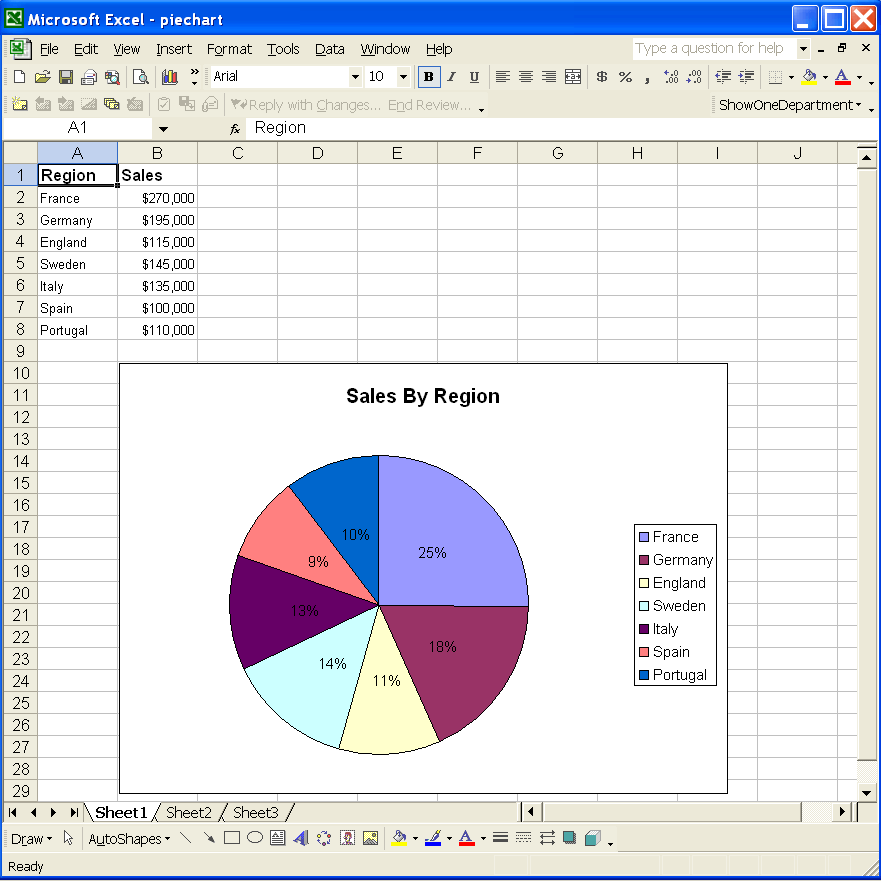 Microsoft Excel - piechart
File Edit View Insert Format Tools Data Window Help Type a question for help
Arial 10 B I U $ % ,
Reply with Changes... End Review... ShowOneDepartment
A1 fx Region
A B C D E F G H I J
1 Region Sales
2 France $270,000
3 Germany $195,000
4 England $115,000
5 Sweden $145,000
6 Italy $135,000
7 Spain $100,000
8 Portugal $110,000
9
10
11
12
13
14
15
16
17
18
19
20
21
22
23
24
25
26
27
28
29
Sales By Region
10%
25%
9%
13%
18%
14%
11%
France
Germany
England
Sweden
Italy
Spain
Portugal
Sheet1 Sheet2 Sheet3
Draw AutoShapes A
Ready